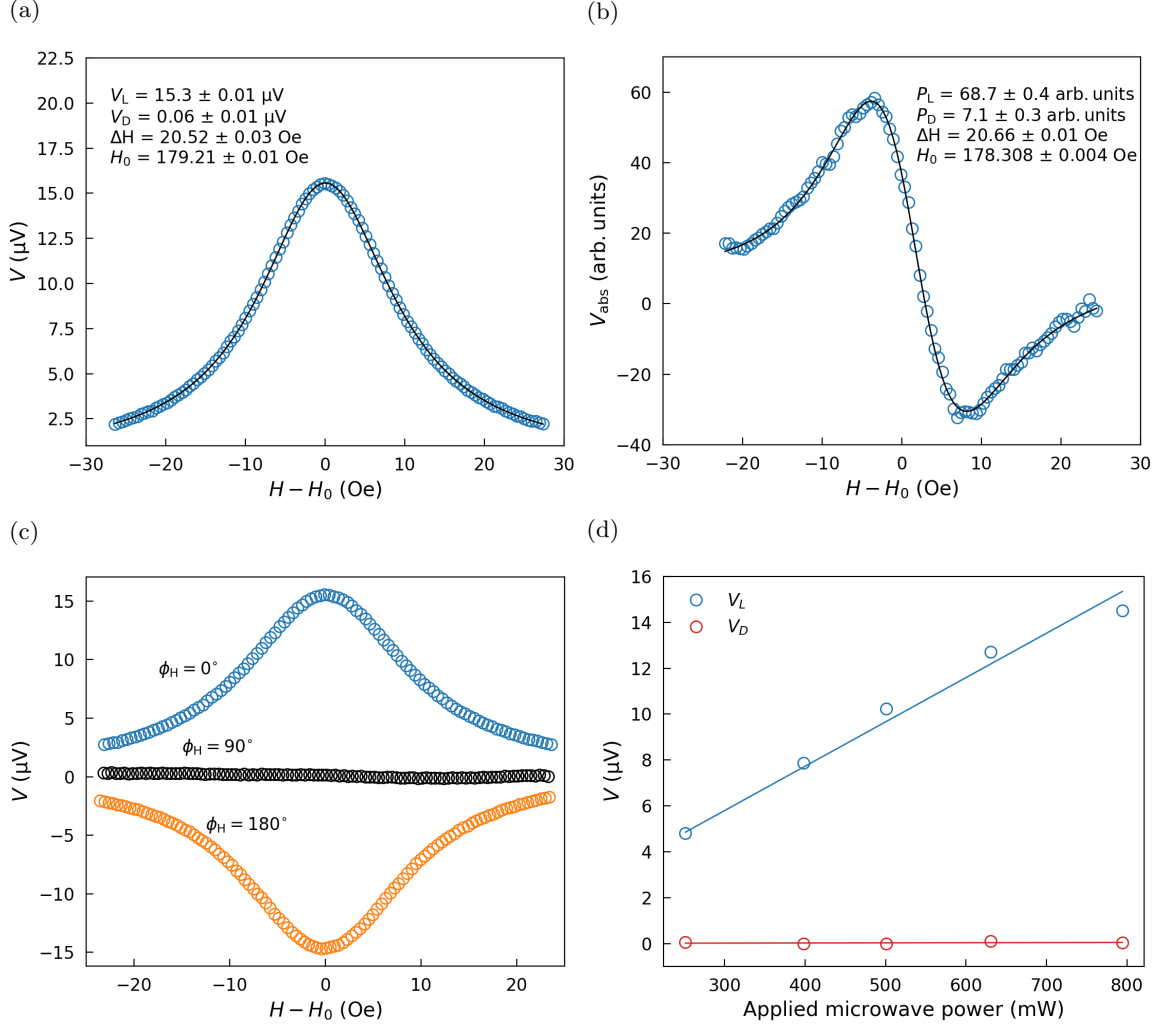 (a)
22.5
20.0
17.5
15.0
12.5
10.0
7.5
5.0
2.5
V (μV)
V_L = 15.3 ± 0.01 μV
V_D = 0.06 ± 0.01 μV
ΔH = 20.52 ± 0.03 Oe
H_0 = 179.21 ± 0.01 Oe
−30 −20 −10 0 10 20 30
H − H_0 (Oe)
(b)
60
40
20
0
−20
−40
V_abs (arb. units)
P_L = 68.7 ± 0.4 arb. units
P_D = 7.1 ± 0.3 arb. units
ΔH = 20.66 ± 0.01 Oe
H_0 = 178.308 ± 0.004 Oe
−30 −20 −10 0 10 20 30
H − H_0 (Oe)
(c)
15
10
5
0
−5
−10
−15
V (μV)
ϕ_H = 0°
ϕ_H = 90°
ϕ_H = 180°
−20 −10 0 10 20
H − H_0 (Oe)
(d)
16
14
12
10
8
6
4
2
0
V (μV)
V_L
V_D
300 400 500 600 700 800
Applied microwave power (mW)